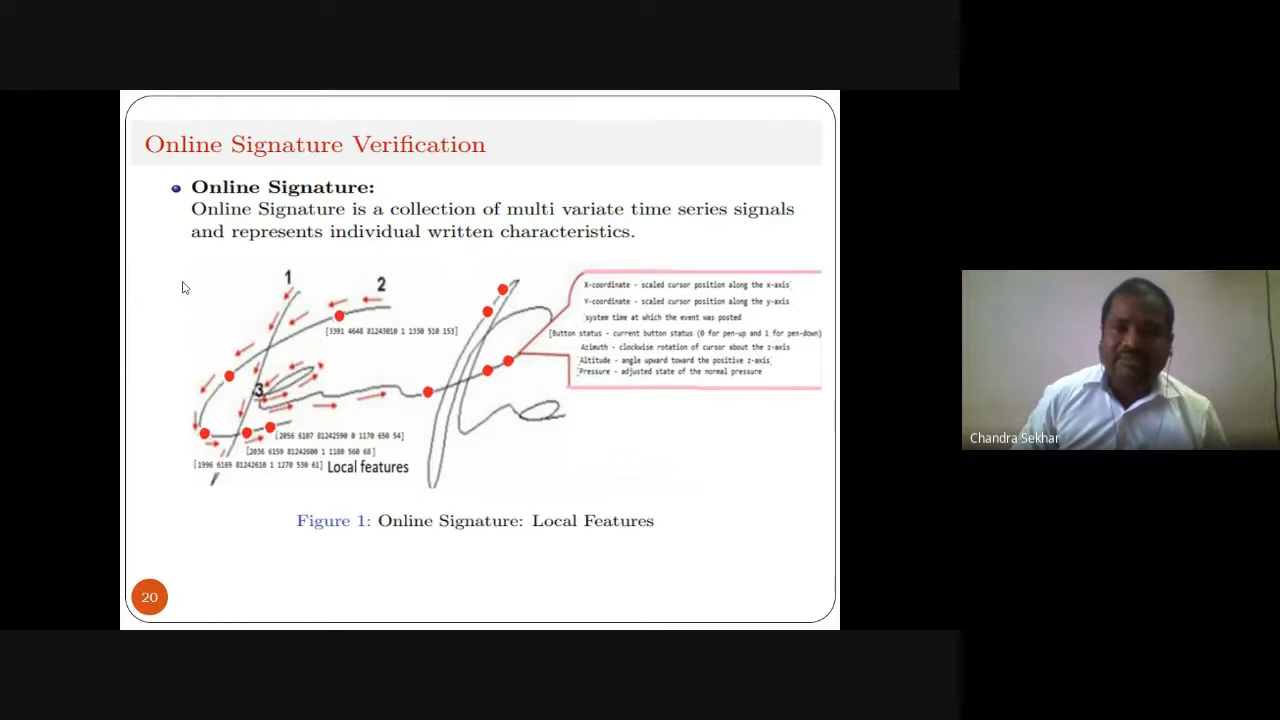 Online Signature Verification
Online Signature:
Online Signature is a collection of multi variate time series signals
and represents individual written characteristics.
1
2
3
[3391 4648 81243010 1 1330 510 153]
X-coordinate - scaled cursor position along the x-axis
Y-coordinate - scaled cursor position along the y-axis
system time at which the event was posted
[Button status - current button status (0 for pen-up and 1 for pen-down)
Azimuth - clockwise rotation of cursor about the z-axis
Altitude - angle upward toward the positive z-axis
Pressure - adjusted state of the normal pressure
[2056 6107 81242590 0 1170 650 54]
[2036 6159 81242600 1 1180 560 68]
[1996 6169 81242610 1 1270 530 61]
Local features
Figure 1: Online Signature: Local Features
20
Chandra Sekhar